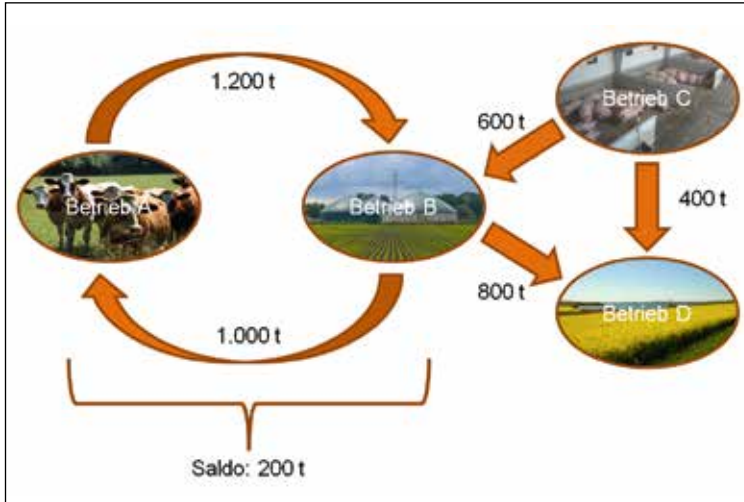 1.200 t
Betrieb C
600 t
Betrieb A
Betrieb B
400 t
800 t
Betrieb D
1.000 t
Saldo: 200 t